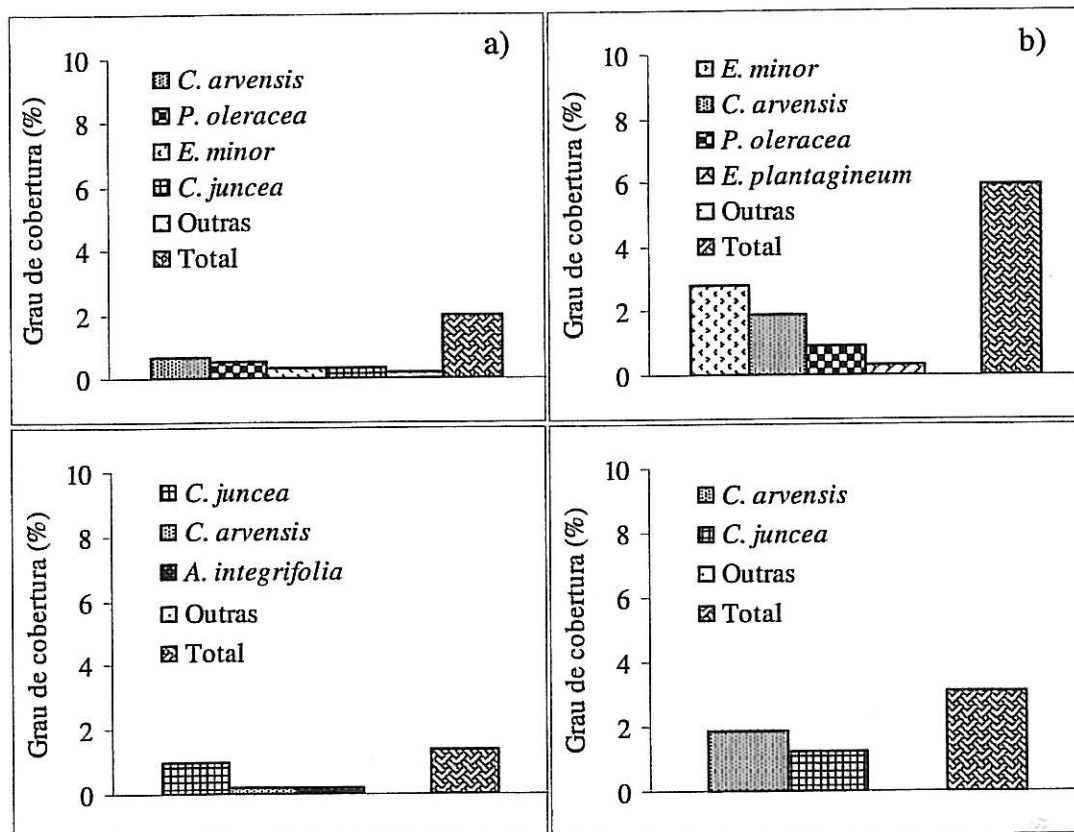 a)
Grau de cobertura (%)
10
8
6
4
2
0
C. arvensis
P. oleracea
E. minor
C. juncea
Outras
Total
b)
Grau de cobertura (%)
10
8
6
4
2
0
E. minor
C. arvensis
P. oleracea
E. plantagineum
Outras
Total
Grau de cobertura (%)
10
8
6
4
2
0
C. juncea
C. arvensis
A. integrifolia
Outras
Total
Grau de cobertura (%)
10
8
6
4
2
0
C. arvensis
C. juncea
Outras
Total